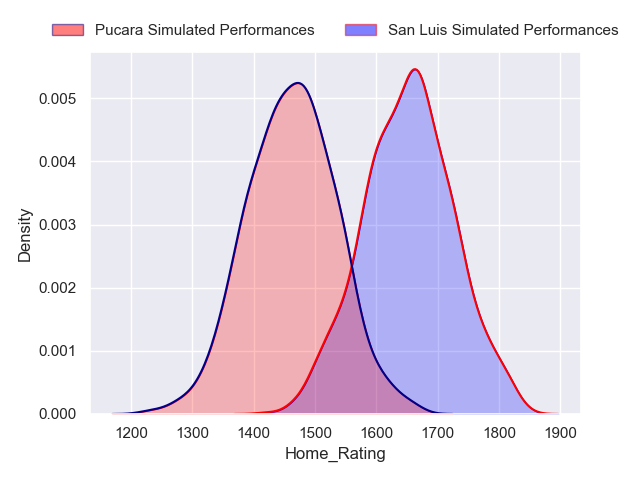 Pucara Simulated Performances San Luis Simulated Performances
0.005
0.004
0.003
0.002
0.001
0.000
Density
1200 1300 1400 1500 1600 1700 1800 1900
Home_Rating